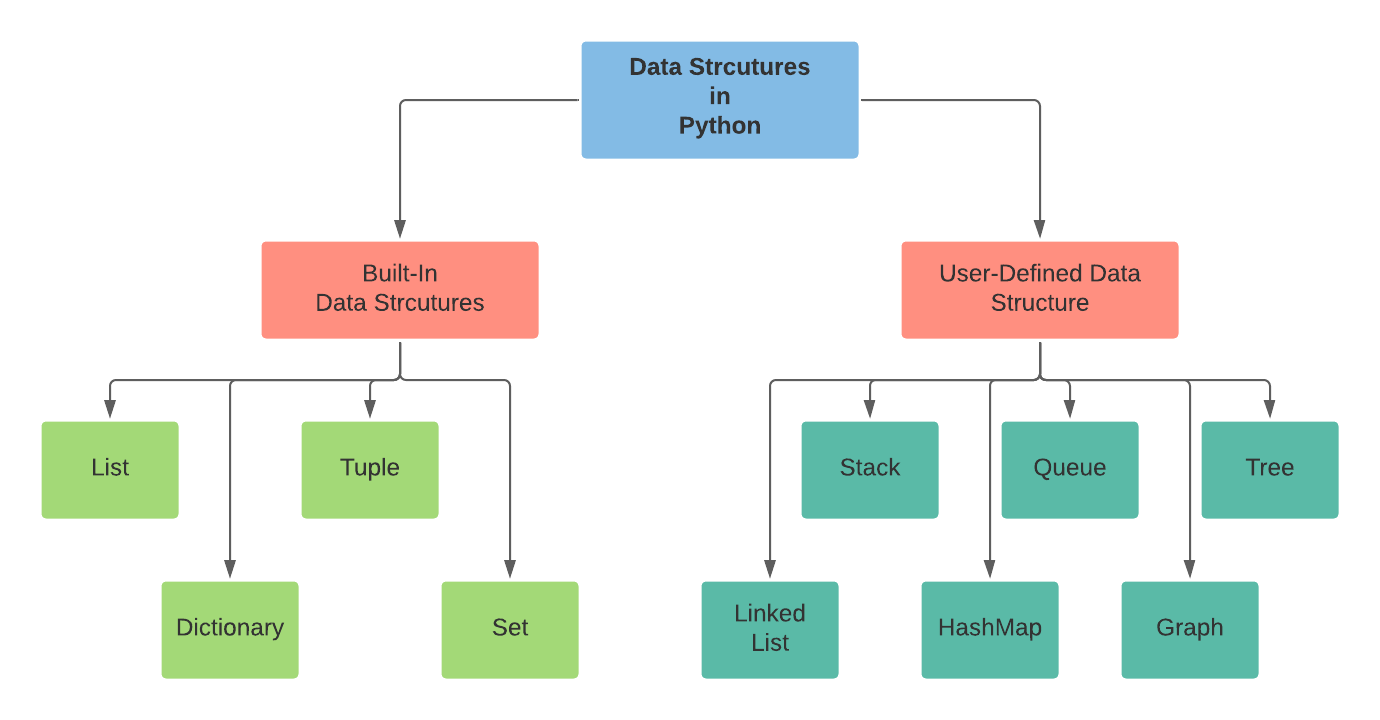 Data Strcutures
in
Python
Built-In
Data Strcutures
User-Defined Data
Structure
List
Tuple
Stack
Queue
Tree
Dictionary
Set
Linked
List
HashMap
Graph